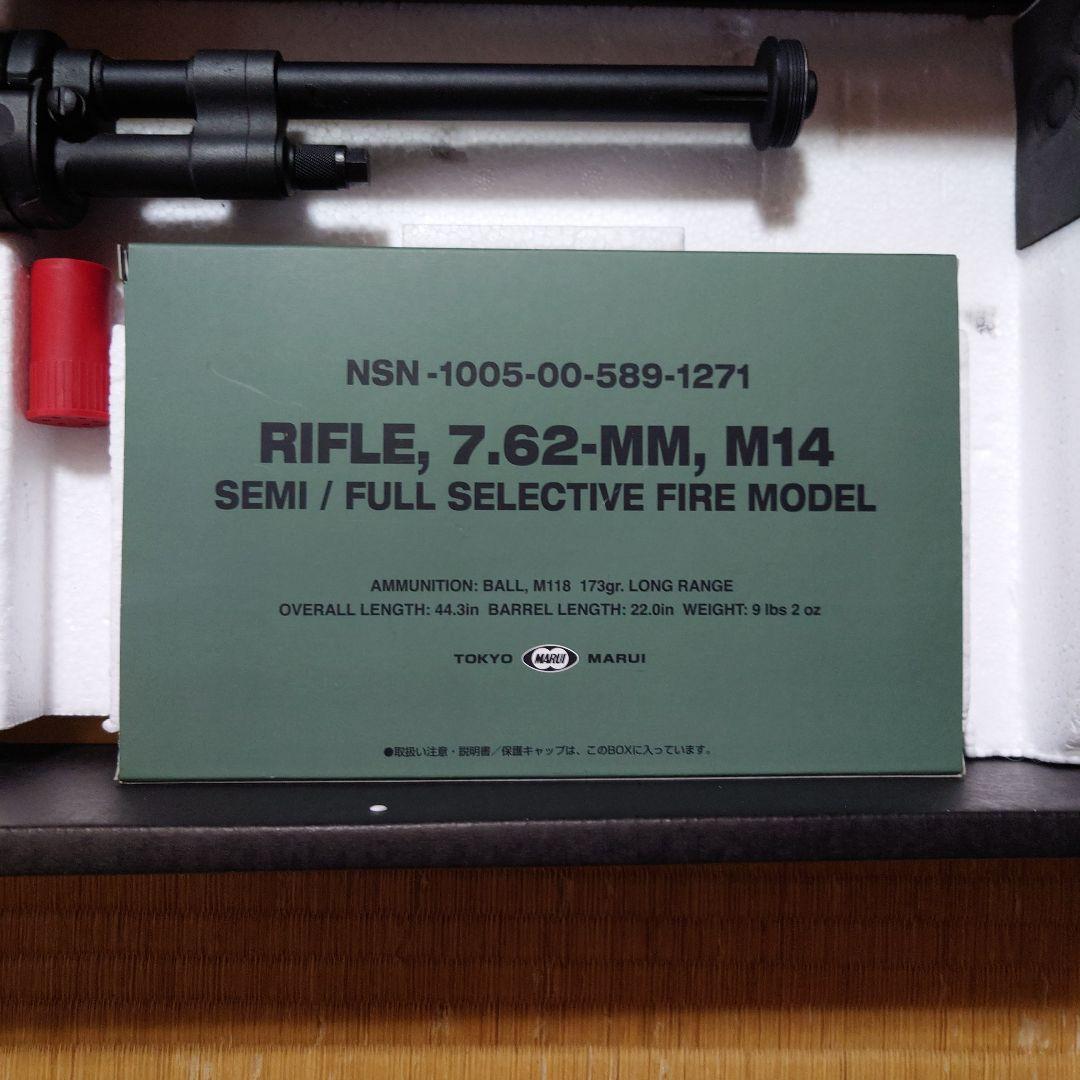 NSN-1005-00-589-1271
RIFLE, 7.62-MM, M14
SEMI / FULL SELECTIVE FIRE MODEL
AMMUNITION: BALL, M118 173gr. LONG RANGE
OVERALL LENGTH: 44.3in BARREL LENGTH: 22.0in WEIGHT: 9 lbs 2 oz
TOKYO MARUI MARUI
●取扱い注意・説明書／保護キャップは、このBOXに入っています。